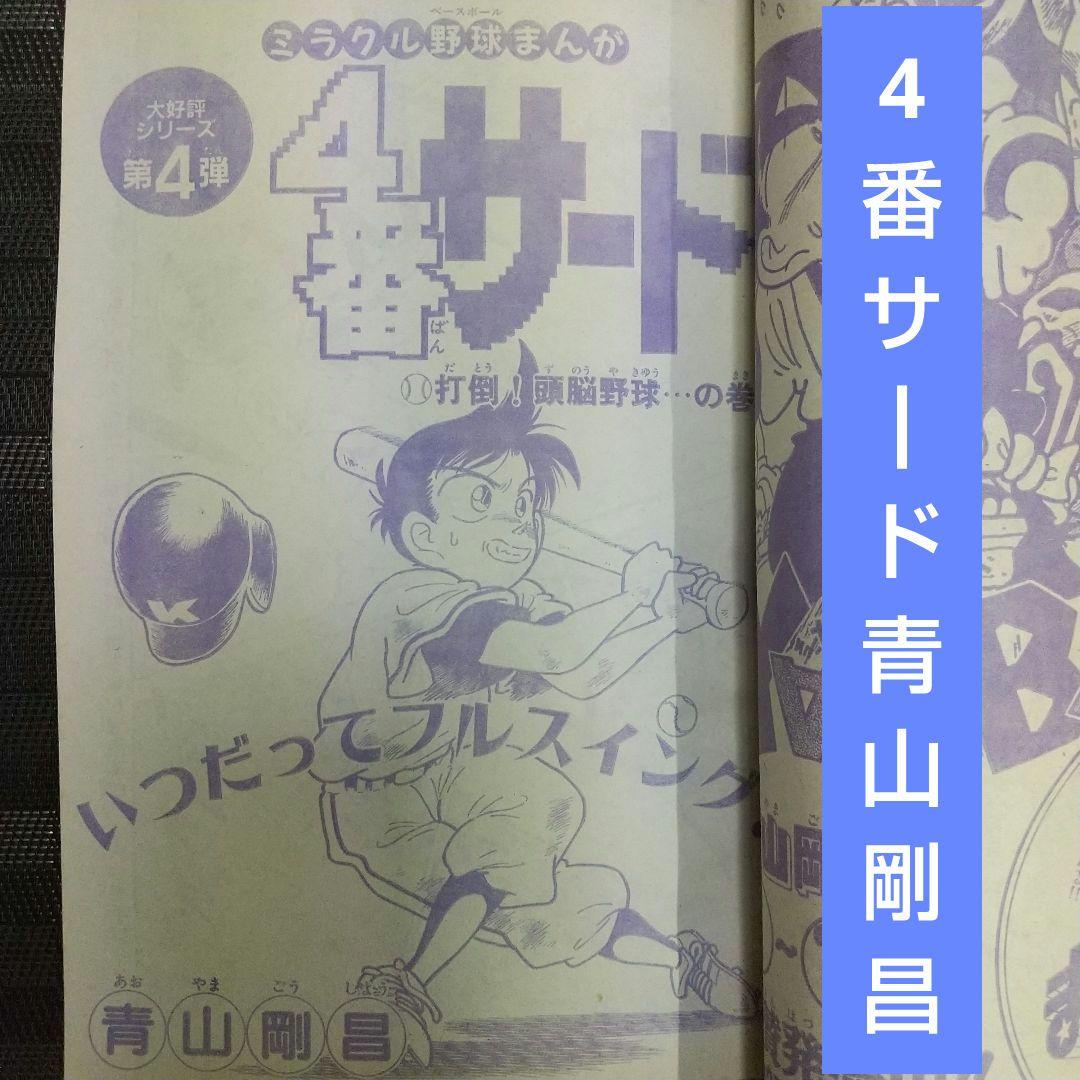 ベースボール
ミラクル野球まんが
大好評
シリーズ
第4弾
4番サード
ばん
だとう ずのうやきゆう まき
打倒!頭脳野球…の巻
K
いつだってフルスイング
あお やま ごう しょう
青山剛昌
4番サード青山剛昌